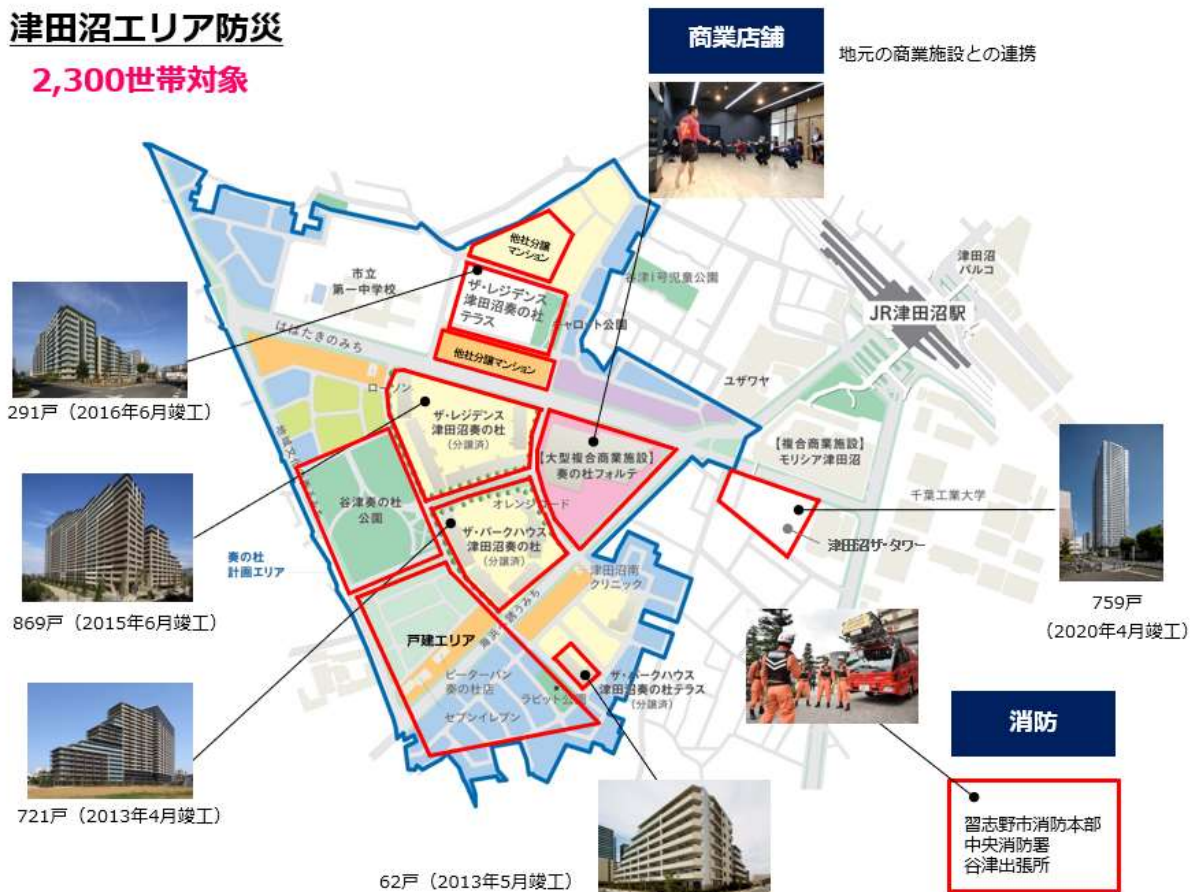 津田沼エリア防災
2,300世帯対象
商業店舗
地元の商業施設との連携
他社分譲
マンション
市立
第一中学校
ザ・レジデンス
津田沼奏の杜
テラス
谷津1号児童公園
キャロット公園
津田沼
パルコ
JR津田沼駅
はばたきのみち
他社分譲マンション
ユザワヤ
ローソン
291戸（2016年6月竣工）
ザ・レジデンス
津田沼奏の杜
(分譲済)
【大型複合商業施設】
奏の杜フォルテ
【複合商業施設】
モリシア津田沼
千葉工業大学
谷津奏の杜
公園
オレンジロード
ザ・パークハウス
津田沼奏の杜
(分譲済)
津田沼ザ・タワー
奏の杜
計画エリア
津田沼南
クリニック
869戸（2015年6月竣工）
759戸
（2020年4月竣工）
戸建エリア
ピーターパン
奏の杜店
セブンイレブン
ラビット公園
ザ・パークハウス
津田沼奏の杜テラス
(分譲済)
消防
721戸（2013年4月竣工）
習志野市消防本部
中央消防署
谷津出張所
62戸（2013年5月竣工）